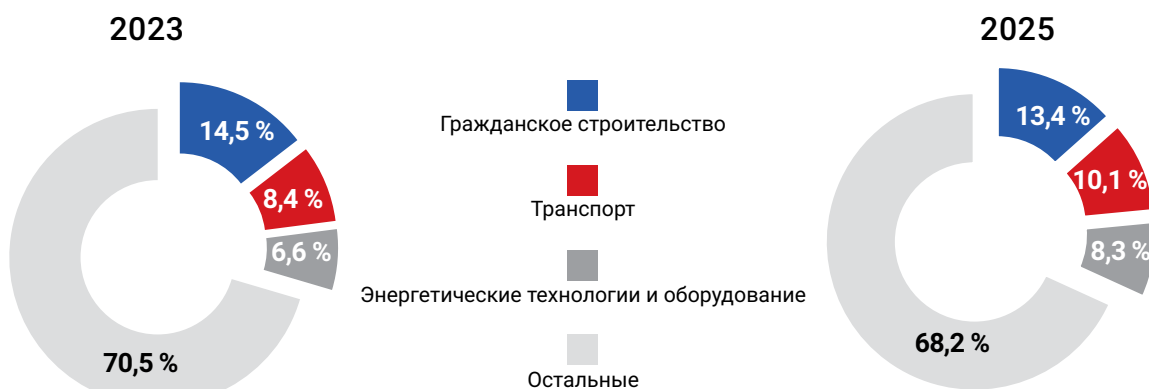 2023
14,5 %
8,4 %
6,6 %
70,5 %
Гражданское строительство
Транспорт
Энергетические технологии и оборудование
Остальные
2025
13,4 %
10,1 %
8,3 %
68,2 %